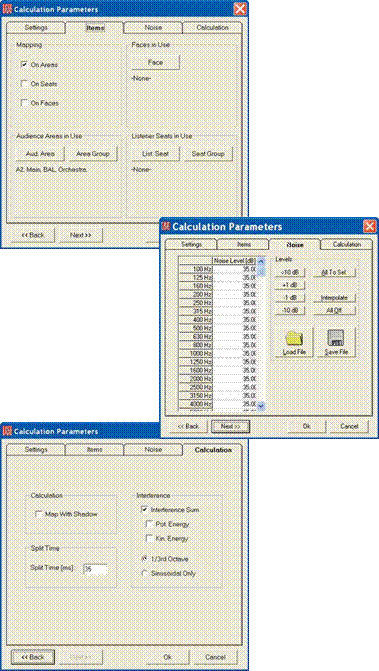 Calculation Parameters
Settings
Items
Noise
Calculation
Mapping
On Areas
On Seats
On Faces
Faces in Use
Face
-None-
Audience Areas in Use
Aud. Area
Area Group
A2. Main, BAL, Orchestra,
Listener Seats in Use
List. Seat
Seat Group
-None-
<< Back
Next >>
Calculation Parameters
Settings
Items
Noise
Calculation
Noise Level [dB]
100 Hz 35.00
125 Hz 35.00
160 Hz 35.00
200 Hz 35.00
250 Hz 35.00
315 Hz 35.00
400 Hz 35.00
500 Hz 35.00
630 Hz 35.00
800 Hz 35.00
1000 Hz 35.00
1250 Hz 35.00
1600 Hz 35.00
2000 Hz 35.00
2500 Hz 35.00
3150 Hz 35.00
4000 Hz 35.00
Levels
+10 dB
All To Sel
+1 dB
-1 dB
Interpolate
-10 dB
All Off
Load File
Save File
<< Back
Next >>
Ok
Cancel
Calculation Parameters
Settings
Items
Noise
Calculation
Calculation
Map With Shadow
Split Time
Split Time [ms]
35
Interference
Interference Sum
Pot. Energy
Kin. Energy
1/3rd Octave
Sinusoidal Only
<< Back
Next >>
Ok
Cancel